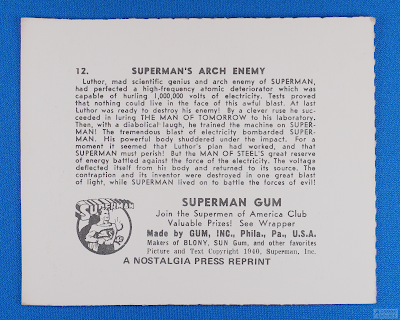 12. SUPERMAN'S ARCH ENEMY
Luthor, mad scientific genius and arch enemy of SUPERMAN,
had perfected a high-frequency atomic deteriorator which was
capable of hurling 1,000,000 volts of electricity. Tests proved
that nothing could live in the face of this awful blast. At last
Luthor was ready to destroy his enemy! By a clever ruse he suc-
ceeded in luring THE MAN OF TOMORROW to his laboratory.
Then, with a diabolical laugh, he trained the machine on SUPER-
MAN! The tremendous blast of electricity bombarded SUPER-
MAN. His powerful body shuddered under the impact. For a
moment it seemed that Luthor's plan had worked, and that
SUPERMAN must perish! But the MAN OF STEEL'S great reserve
of energy battled against the force of the electricity. The voltage
deflected itself from his body and returned to its source. The
contraption and its inventor were destroyed in one great blast
of light, while SUPERMAN lived on to battle the forces of evil!
SUPERMAN
SUPERMAN GUM
Join the Supermen of America Club
Valuable Prizes! See Wrapper
Made by GUM, INC., Phila., Pa., U.S.A.
Makers of BLONY, SUN Gum, and other favorites
Picture and Text Copyright 1940, Superman, Inc.
A NOSTALGIA PRESS REPRINT